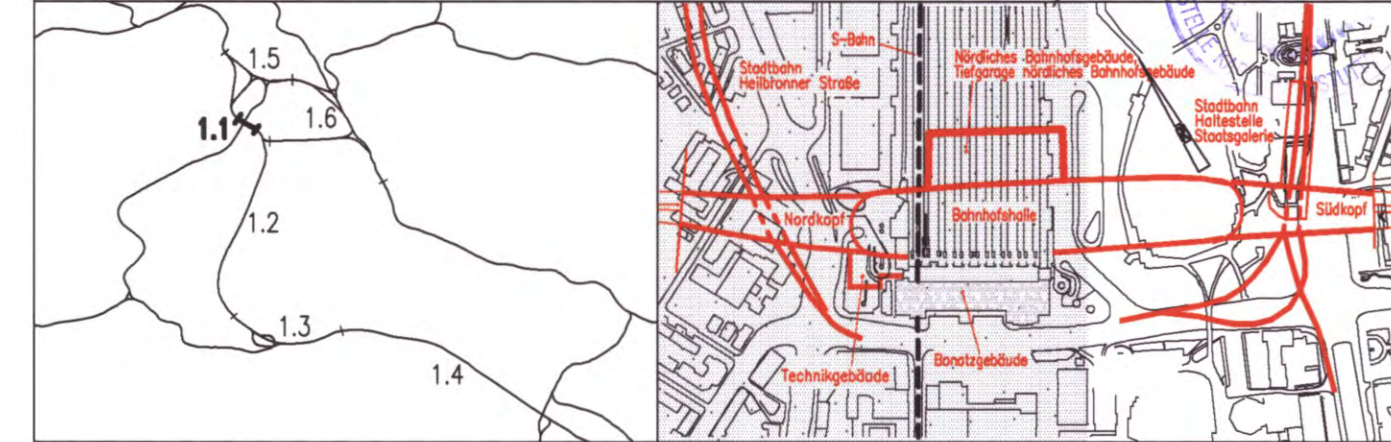 1.5
1.6
1.1
1.2
1.3
1.4
S-Bahn
Stadtbahn
Heilbronner Straße
Nördliches Bahnhofsgebäude,
Tiefgarage nördliches Bahnhofsgebäude
Stadtbahn
Haltestelle
Staatsgalerie
Nordkopf
Bahnhofshalle
Südkopf
Technikgebäude
Bonatzgebäude